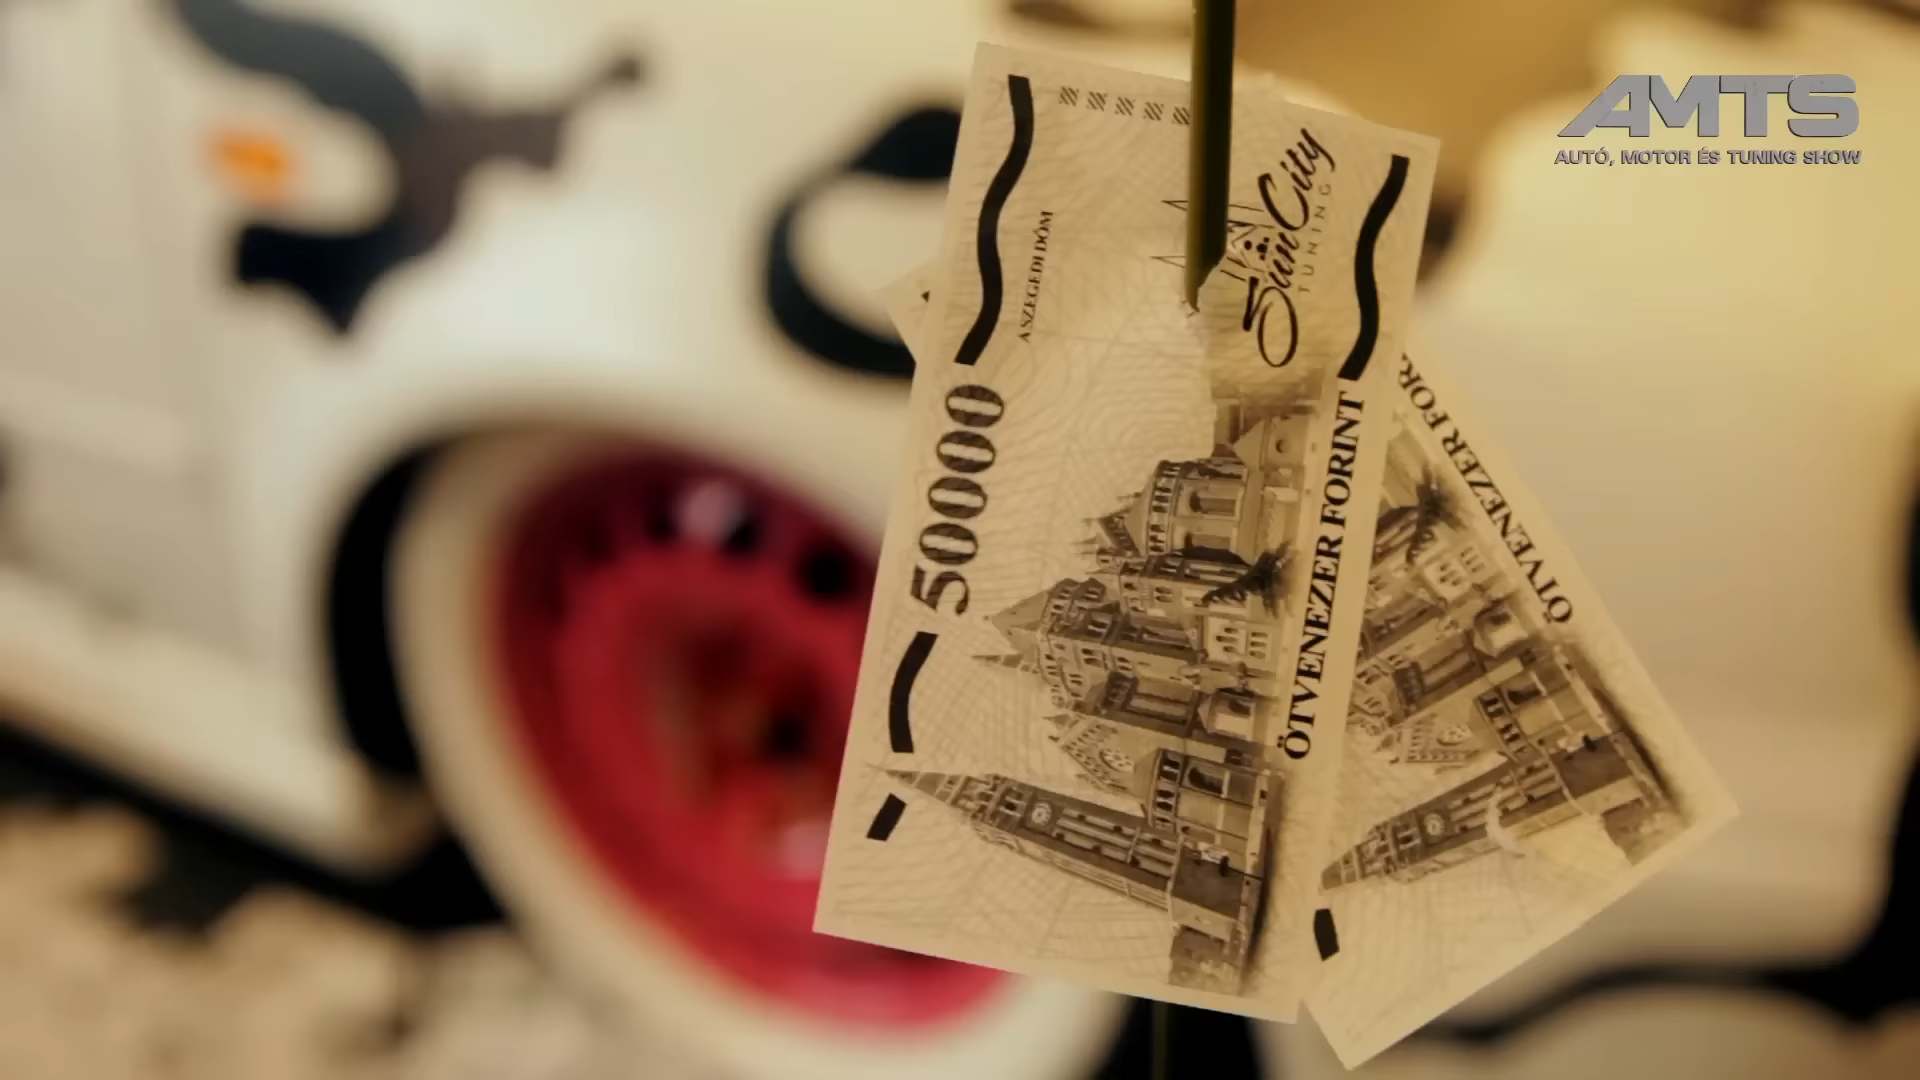 AMTS
AUTÓ, MOTOR ÉS TUNING SHOW
A SZEGEDI DÓM
50000
Sun City
TUNING
ÖTVENEZER FORINT
ÖTVENEZER FOR